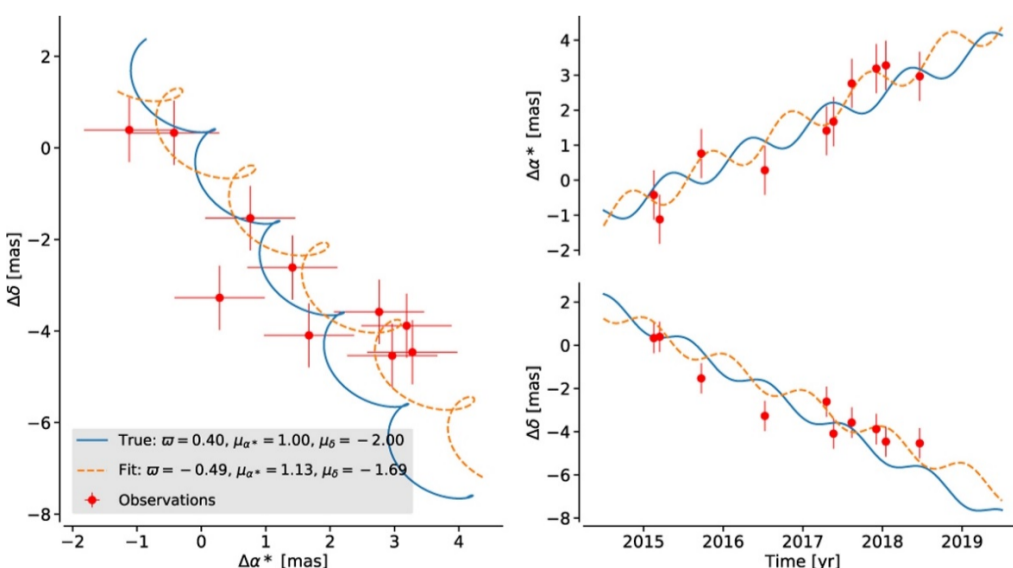 2
0
−2
−4
−6
−8
Δδ [mas]
True: ϖ = 0.40, μα* = 1.00, μδ = −2.00
Fit: ϖ = −0.49, μα* = 1.13, μδ = −1.69
Observations
−2 −1 0 1 2 3 4
Δα* [mas]
4
3
2
1
0
−1
−2
Δα* [mas]
2
0
−2
−4
−6
−8
Δδ [mas]
2015 2016 2017 2018 2019
Time [yr]